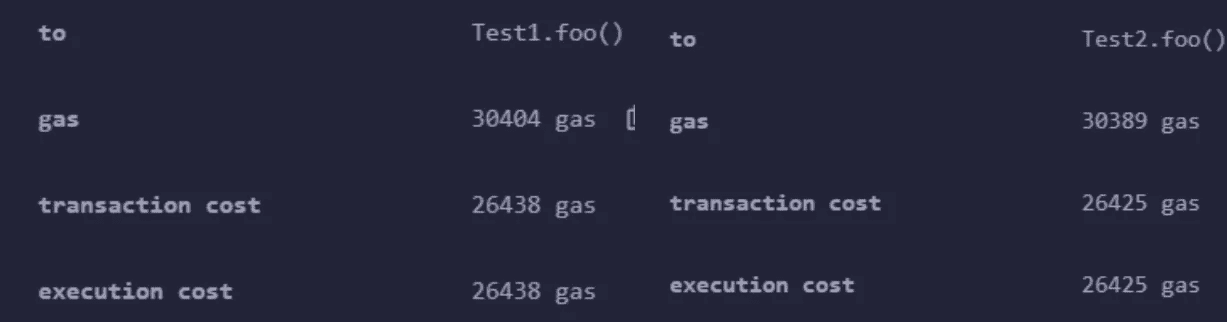 to Test1.foo()
gas 30404 gas
transaction cost 26438 gas
execution cost 26438 gas
to Test2.foo()
gas 30389 gas
transaction cost 26425 gas
execution cost 26425 gas